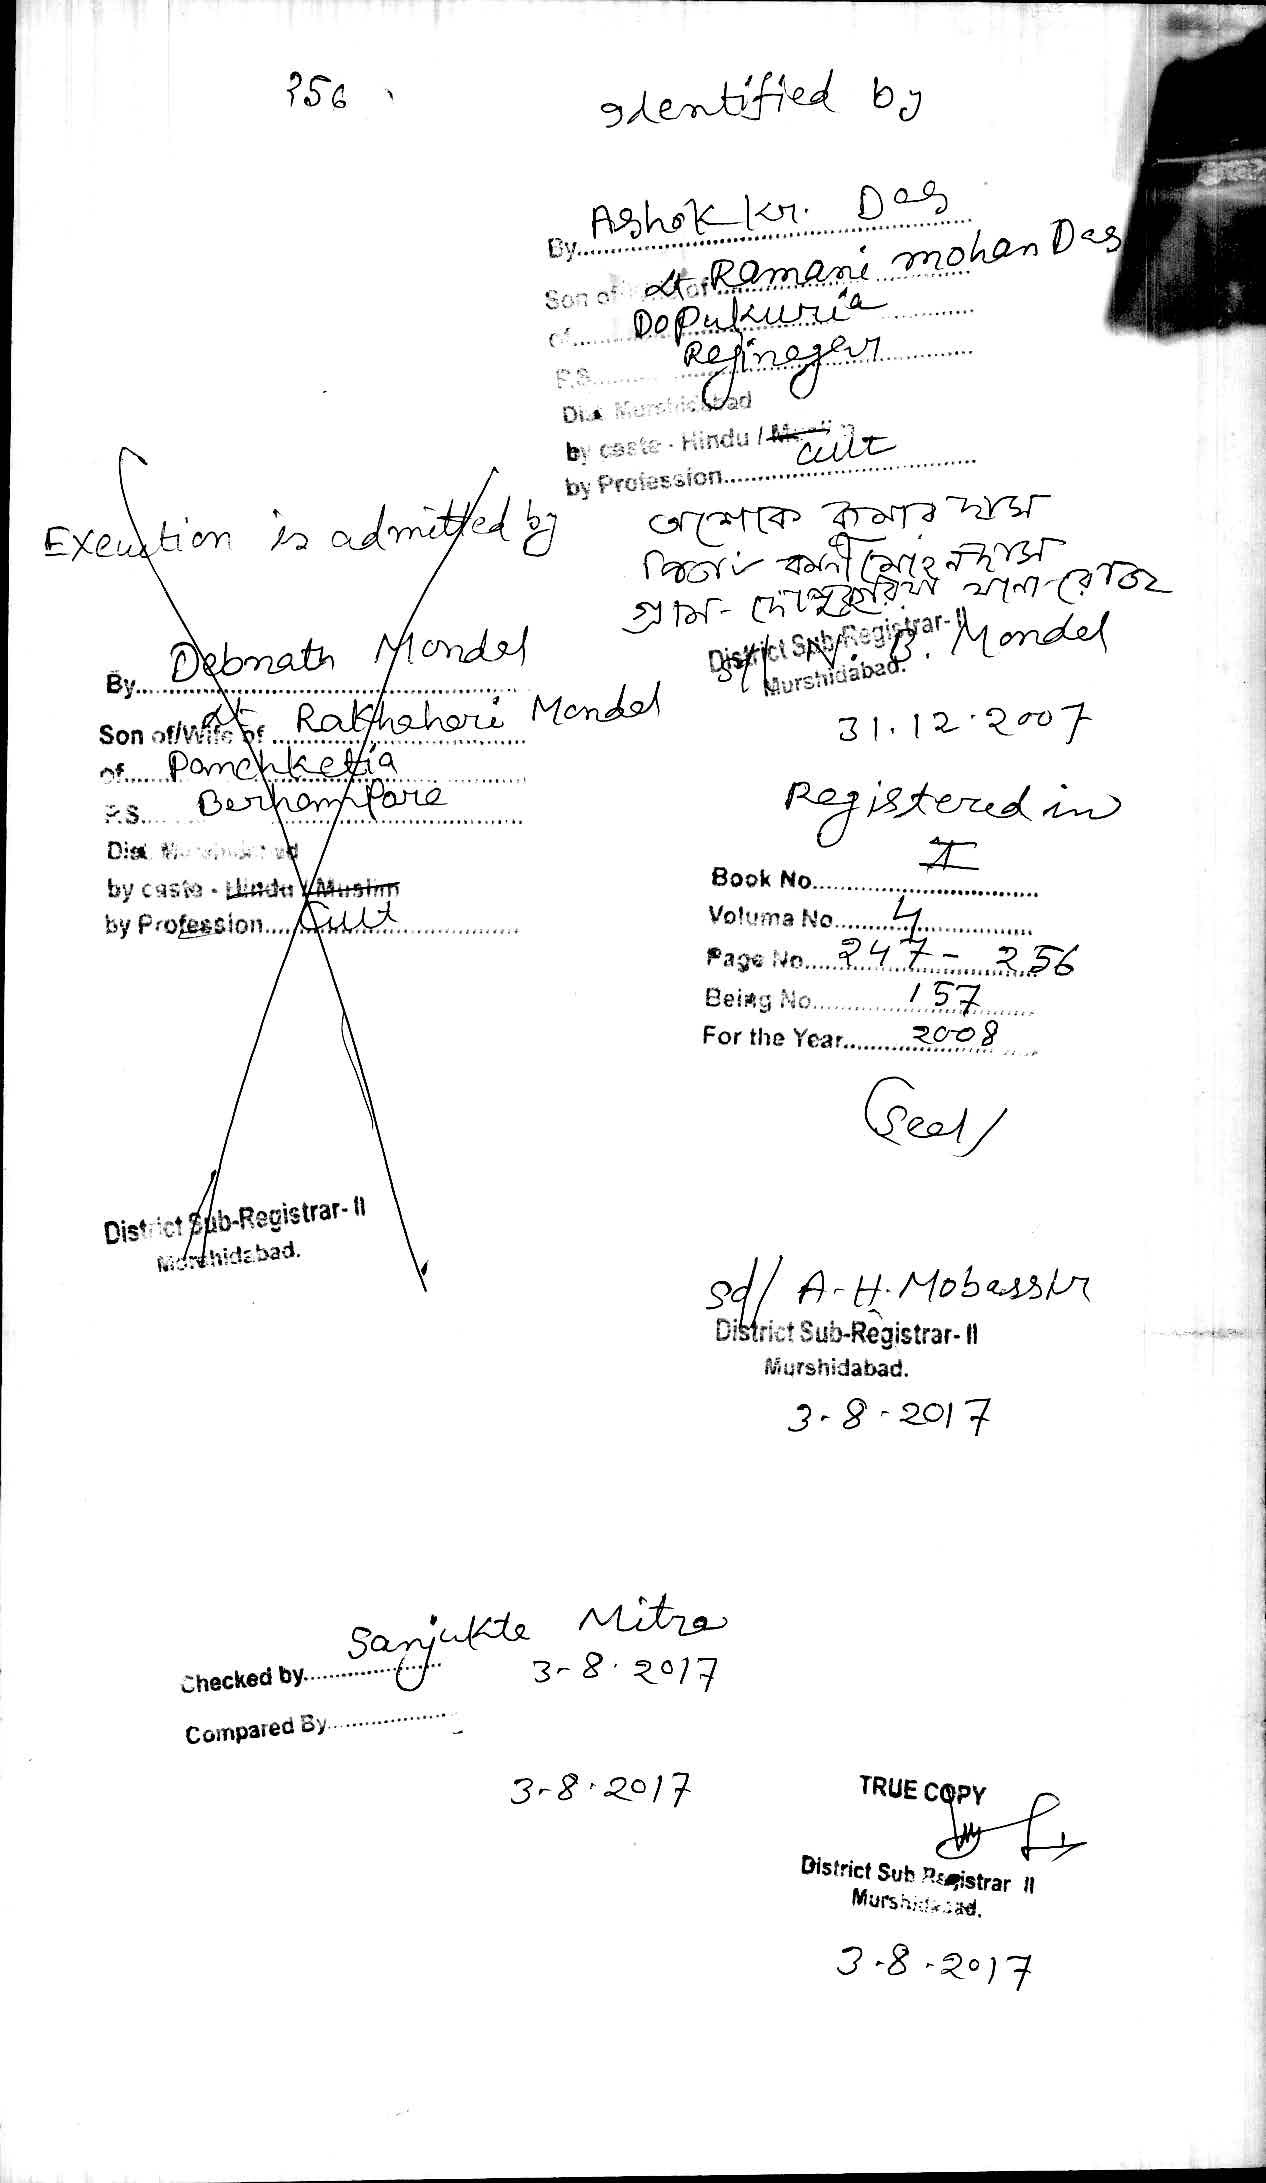 256
Identified by
By Ashok kr. Das
Son of Lt Ramani mohan Das
of Dopukuria
P.S. Rejinagar
Dist. Murshidabad
by caste - Hindu / Muslim
by Profession Cult
অশোক কুমার দাস
পিতা রমনী মোহন দাস
গ্রাম - দোপুকুরিয়া থানা - রেজি
sd/ N. B. Mondal
District Sub-Registrar- II
Murshidabad.
31.12.2007
Execution is admitted by
By Debnath Mondal
Son of/Wife of Lt Rakhahari Mondal
of Panchketia
P.S. Berhampore
Dist. Murshidabad
by caste - Hindu / Muslim
by Profession Cult
District Sub-Registrar- II
Murshidabad.
Registered in
Book No. I
Voluma No. 4
Page No. 247 - 256
Being No. 157
For the Year 2008
(Seal)
sd/ A. H. Mobassir
District Sub-Registrar- II
Murshidabad.
3-8-2017
Checked by Sanjukta Mitra
3-8-2017
Compared By
3-8-2017
TRUE COPY
District Sub Registrar II
Murshidabad.
3-8-2017